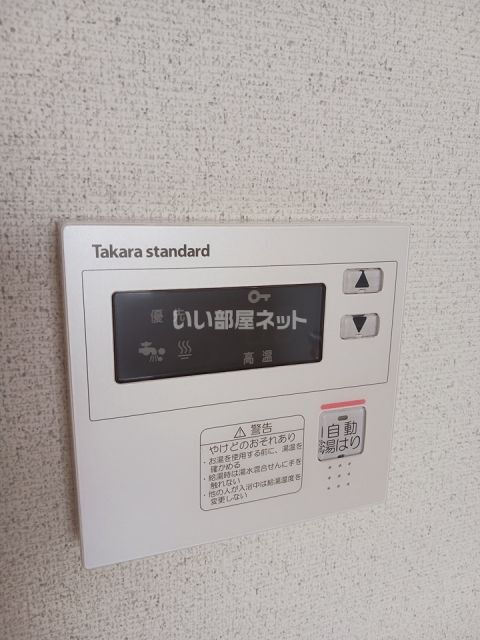 Takara standard
▲
優先
いい部屋ネット
高温
▼
⚠警告
やけどのおそれあり
・お湯を使用する前に、湯温を
確かめる
・給湯時は湯水混合せんに手を
触れない
・他の人が入浴中は給湯温度を
変更しない
自動
湯はり